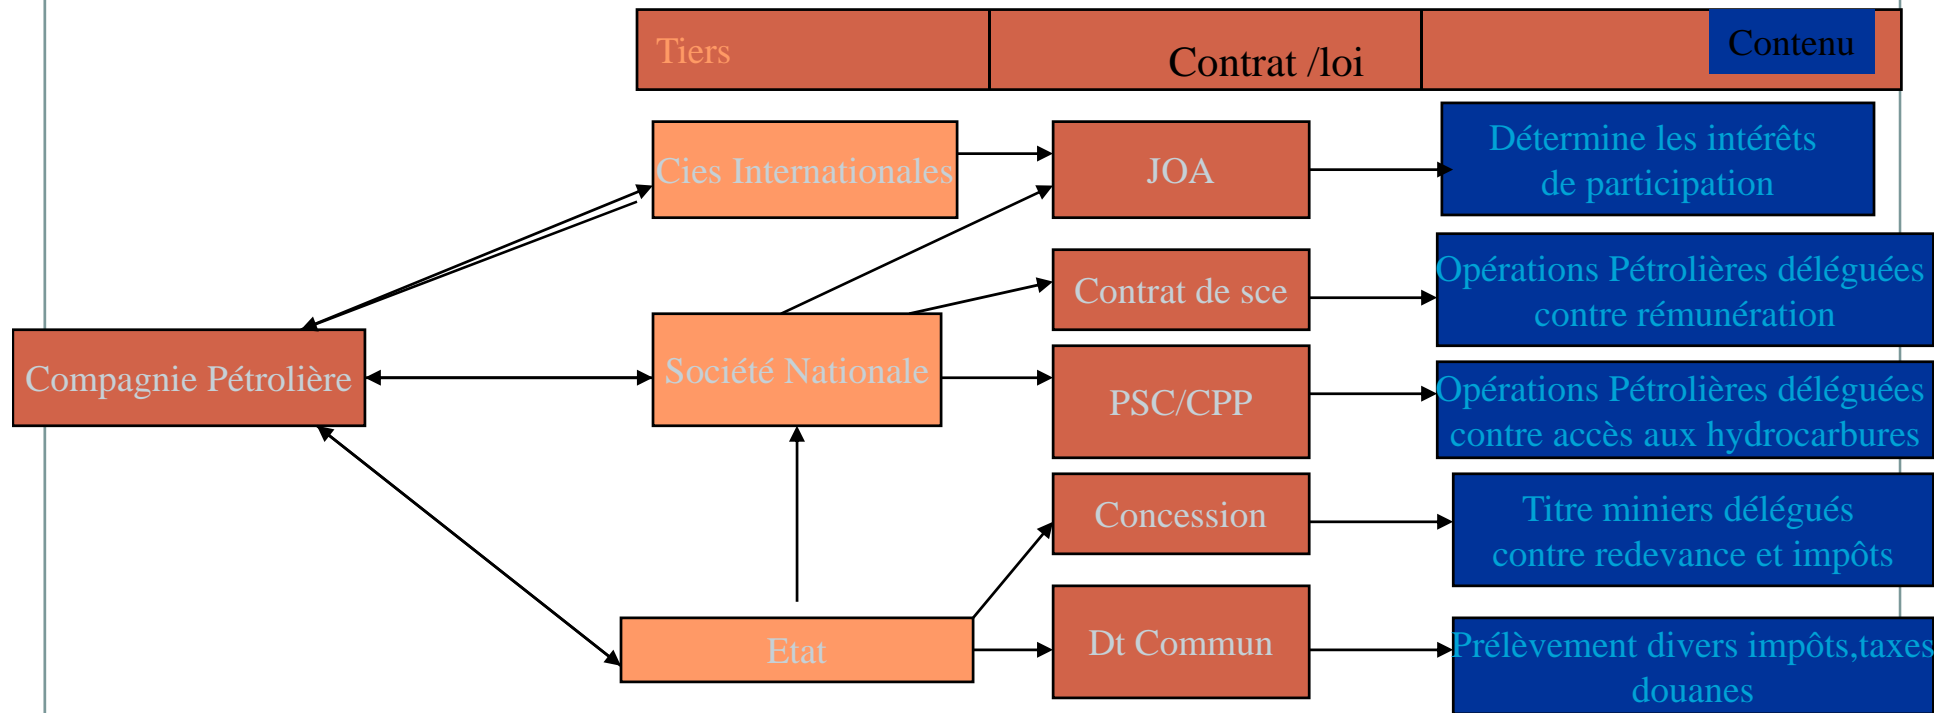 Tiers
Contrat /loi
Contenu
Cies Internationales
JOA
Détermine les intérêts
de participation
Contrat de sce
Opérations Pétrolières déléguées
contre rémunération
Compagnie Pétrolière
Société Nationale
PSC/CPP
Opérations Pétrolières déléguées
contre accès aux hydrocarbures
Concession
Titre miniers délégués
contre redevance et impôts
Etat
Dt Commun
Prélèvement divers impôts,taxes
douanes